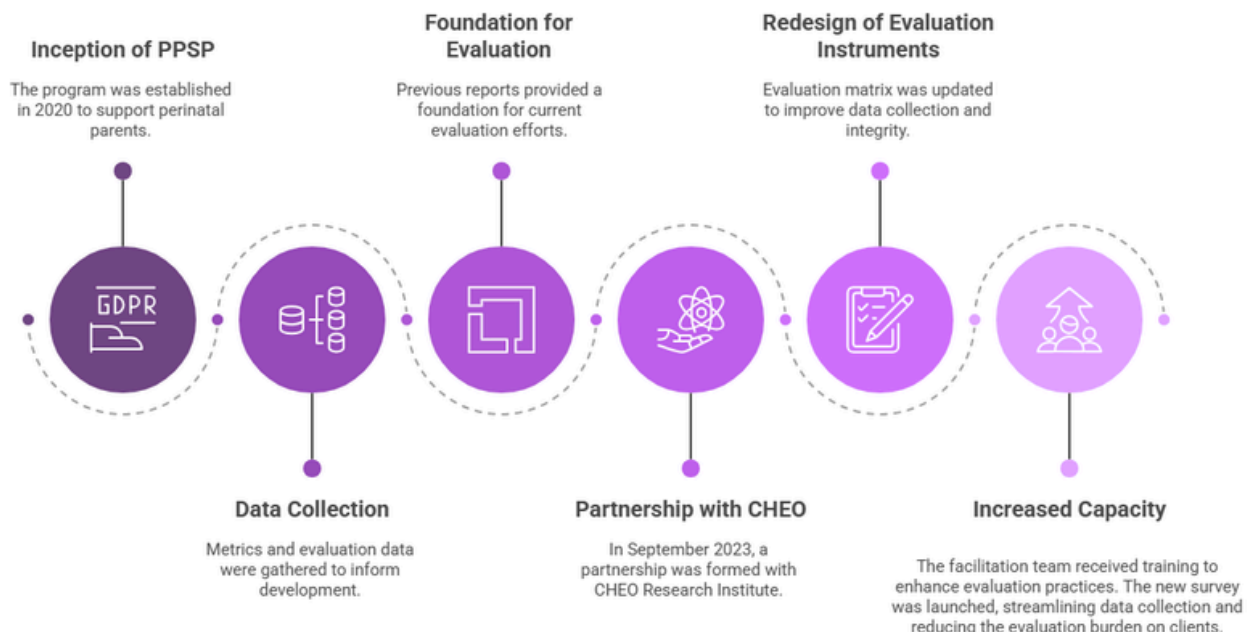 Inception of PPSP
The program was established
in 2020 to support perinatal
parents.
Foundation for
Evaluation
Previous reports provided a
foundation for current
evaluation efforts.
Redesign of Evaluation
Instruments
Evaluation matrix was updated
to improve data collection and
integrity.
GDPR
Data Collection
Metrics and evaluation data
were gathered to inform
development.
Partnership with CHEO
In September 2023, a
partnership was formed with
CHEO Research Institute.
Increased Capacity
The facilitation team received training to
enhance evaluation practices. The new survey
was launched, streamlining data collection and
reducing the evaluation burden on clients.